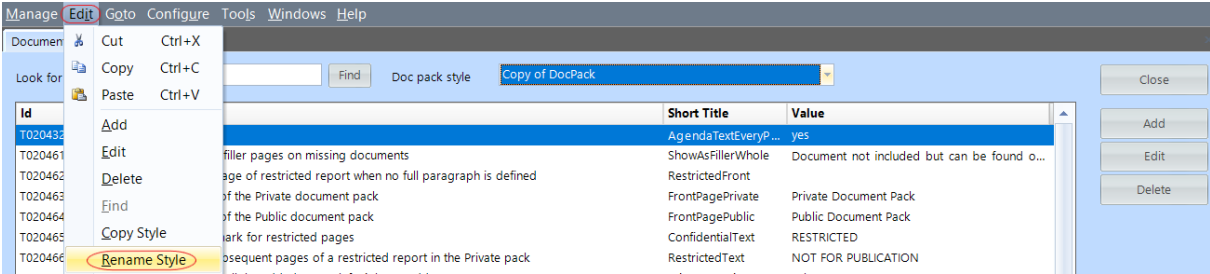 Manage Edit Goto Configure Tools Windows Help
Documen
Cut Ctrl+X
Look for Find Doc pack style Copy of DocPack Close
Copy Ctrl+C
Paste Ctrl+V
Id Short Title Value
Add Add
T020432 AgendaTextEveryP... yes
Edit T020461 filler pages on missing documents ShowAsFillerWhole Document not included but can be found o... Edit
Delete T020462 age of restricted report when no full paragraph is defined RestrictedFront
T020463 of the Private document pack FrontPagePrivate Private Document Pack Delete
Find
T020464 of the Public document pack FrontPagePublic Public Document Pack
Copy Style
T020465 ark for restricted pages ConfidentialText RESTRICTED
Rename Style
T020466 bsequent pages of a restricted report in the Private pack RestrictedText NOT FOR PUBLICATION